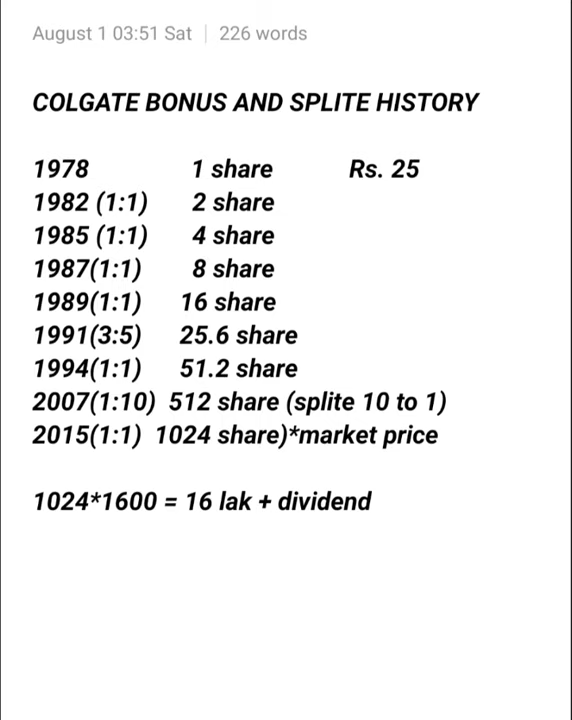 August 1 03:51 Sat | 226 words
COLGATE BONUS AND SPLITE HISTORY
1978 1 share Rs. 25
1982 (1:1) 2 share
1985 (1:1) 4 share
1987(1:1) 8 share
1989(1:1) 16 share
1991(3:5) 25.6 share
1994(1:1) 51.2 share
2007(1:10) 512 share (splite 10 to 1)
2015(1:1) 1024 share)*market price
1024*1600 = 16 lak + dividend